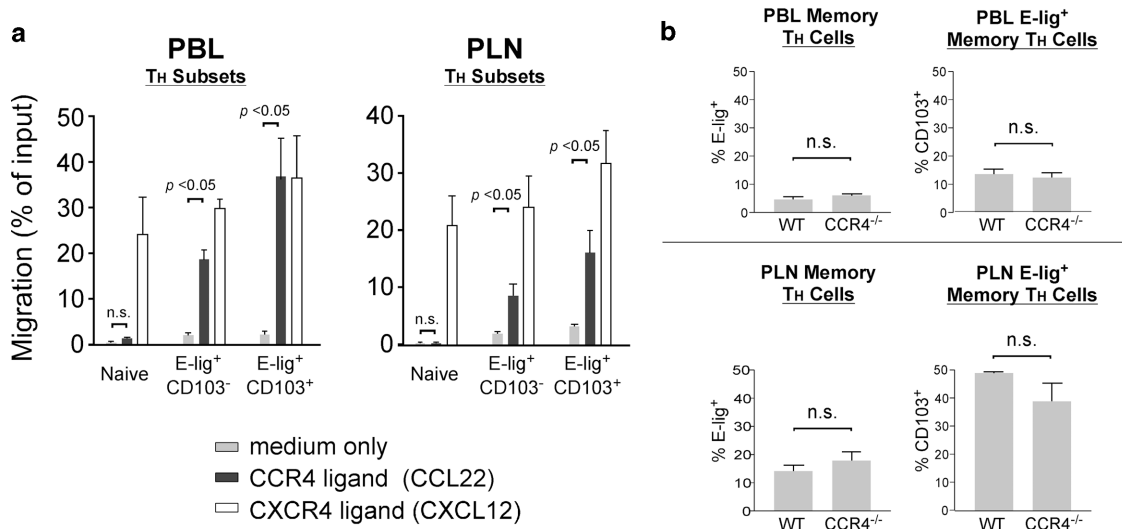 a
PBL
TH Subsets
PLN
TH Subsets
Migration (% of input)
50
40
30
20
10
0
n.s.
p <0.05
p <0.05
Naive
E-lig+
CD103-
E-lig+
CD103+
40
30
20
10
0
n.s.
p <0.05
p <0.05
Naive
E-lig+
CD103-
E-lig+
CD103+
medium only
CCR4 ligand (CCL22)
CXCR4 ligand (CXCL12)
b
PBL Memory
TH Cells
% E-lig+
50
40
30
20
10
0
n.s.
WT CCR4-/-
PBL E-lig+
Memory TH Cells
% CD103+
50
40
30
20
10
0
n.s.
WT CCR4-/-
PLN Memory
TH Cells
% E-lig+
50
40
30
20
10
0
n.s.
WT CCR4-/-
PLN E-lig+
Memory TH Cells
% CD103+
50
40
30
20
10
0
n.s.
WT CCR4-/-